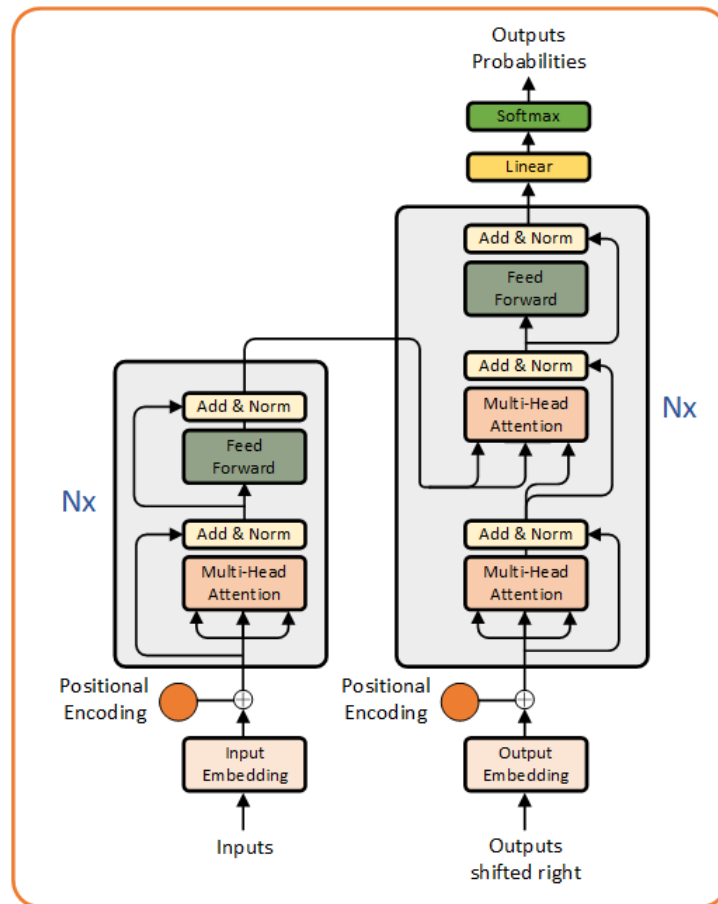 Outputs
Probabilities
Softmax
Linear
Add & Norm
Feed
Forward
Add & Norm
Multi-Head
Attention
Nx
Add & Norm
Multi-Head
Attention
Add & Norm
Feed
Forward
Nx
Add & Norm
Multi-Head
Attention
Positional
Encoding
Positional
Encoding
Input
Embedding
Output
Embedding
Inputs
Outputs
shifted right